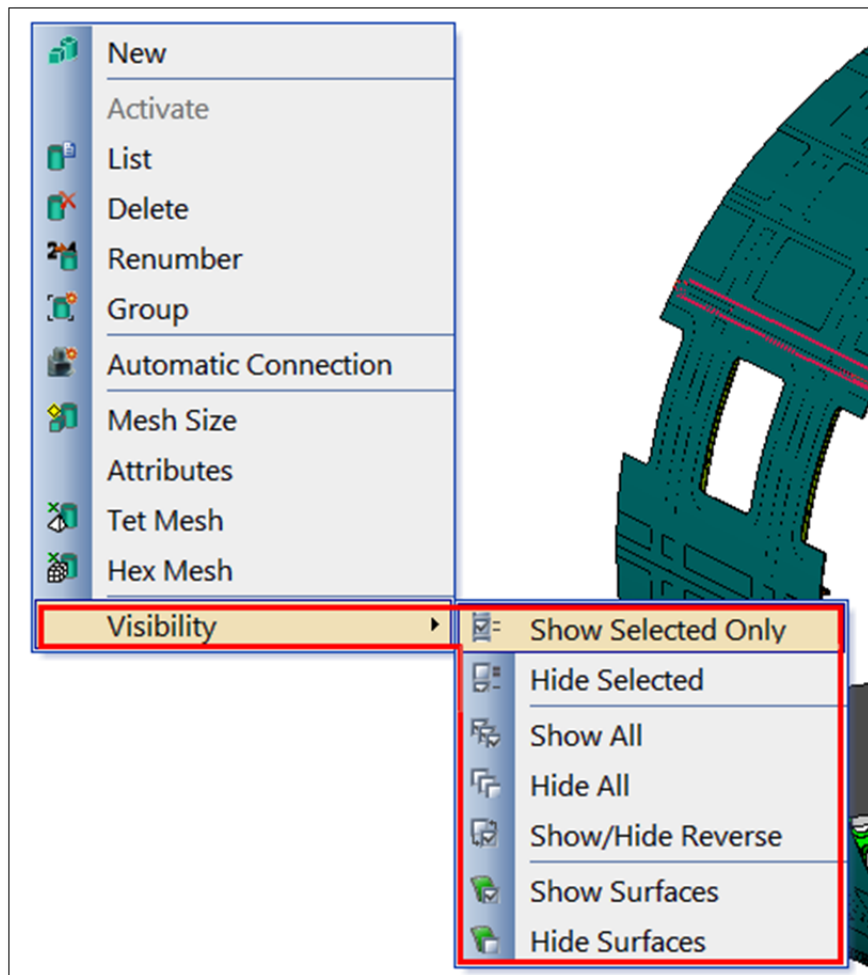 New
Activate
List
Delete
Renumber
Group
Automatic Connection
Mesh Size
Attributes
Tet Mesh
Hex Mesh
Visibility
Show Selected Only
Hide Selected
Show All
Hide All
Show/Hide Reverse
Show Surfaces
Hide Surfaces